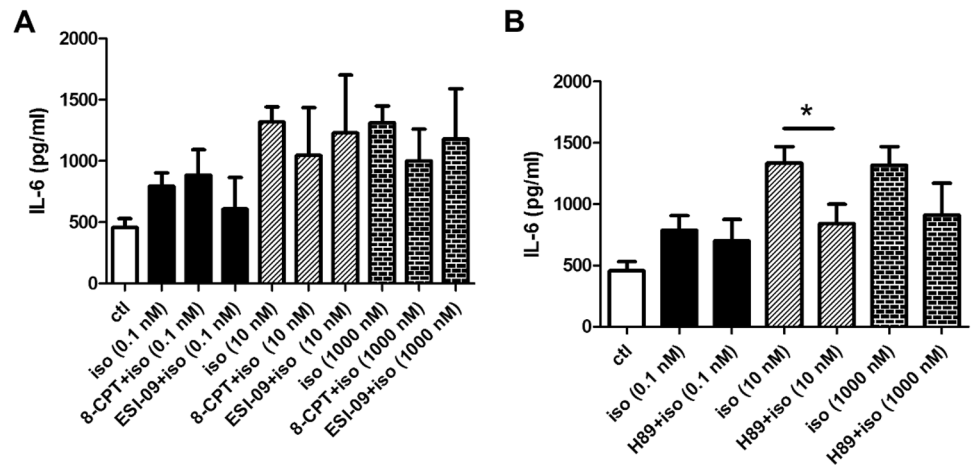 A
IL-6 (pg/ml)
2000
1500
1000
500
0
ctl
iso (0.1 nM)
8-CPT+iso (0.1 nM)
ESI-09+iso (0.1 nM)
iso (10 nM)
8-CPT+iso (10 nM)
ESI-09+iso (10 nM)
iso (1000 nM)
8-CPT+iso (1000 nM)
ESI-09+iso (1000 nM)
B
IL-6 (pg/ml)
2000
1500
1000
500
0
*
ctl
iso (0.1 nM)
H89+iso (0.1 nM)
iso (10 nM)
H89+iso (10 nM)
iso (1000 nM)
H89+iso (1000 nM)